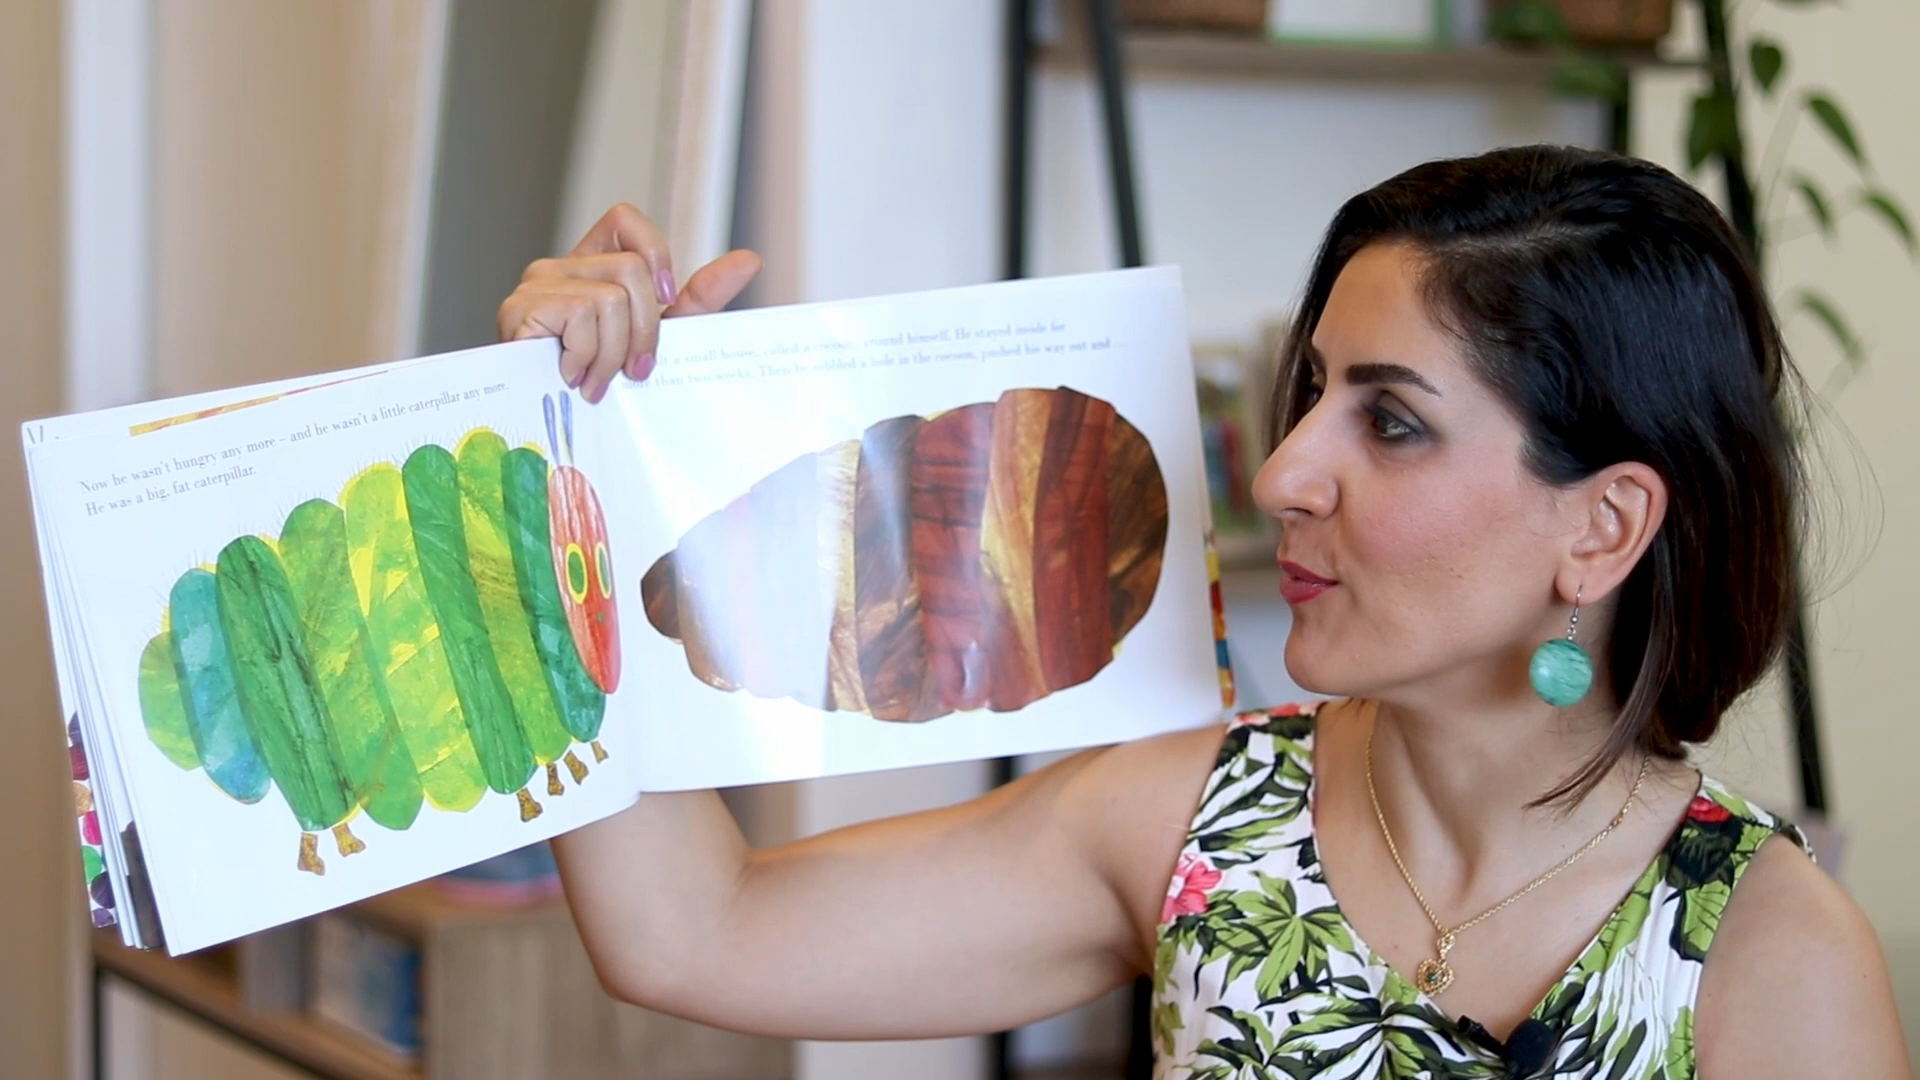 Now he wasn't hungry any more – and he wasn't a little caterpillar any more.
He was a big, fat caterpillar.
a small house, called a around himself. He stayed inside for
more than two weeks. Then he nibbled a hole in the cocoon, pushed his way out and ...